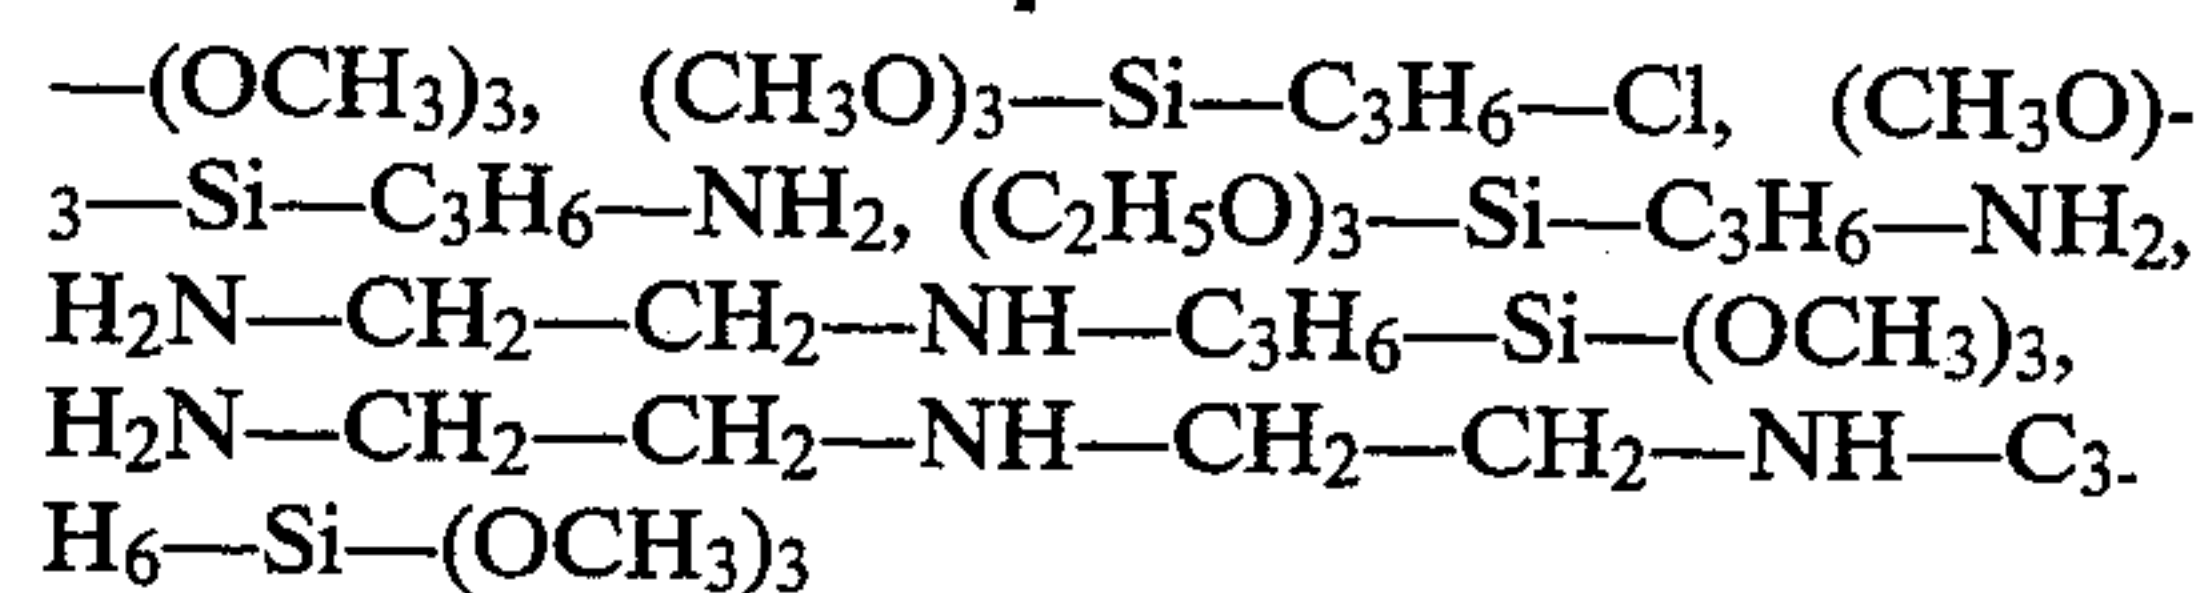 —(OCH₃)₃, (CH₃O)₃—Si—C₃H₆—Cl, (CH₃O)-
₃—Si—C₃H₆—NH₂, (C₂H₅O)₃—Si—C₃H₆—NH₂,
H₂N—CH₂—CH₂—NH—C₃H₆—Si—(OCH₃)₃,
H₂N—CH₂—CH₂—NH—CH₂—CH₂—NH—C₃-
H₆—Si—(OCH₃)₃